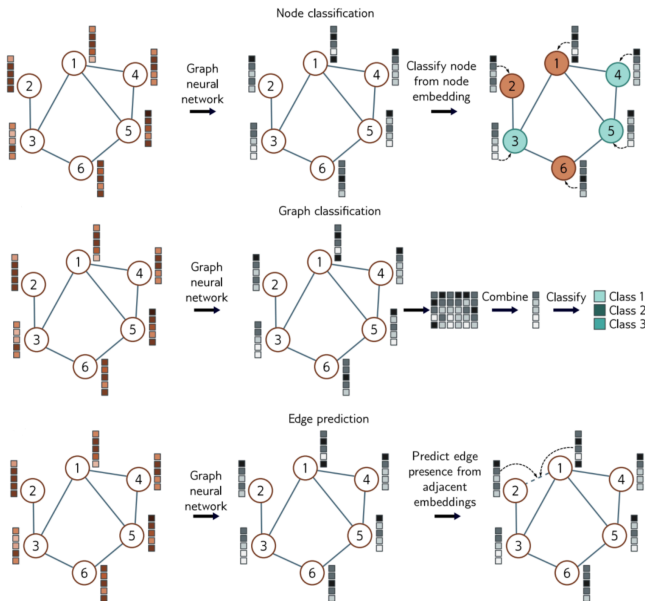 Node classification
1
2
3
4
5
6
Graph
neural
network
1
2
3
4
5
6
Classify node
from node
embedding
1
2
3
4
5
6
Graph classification
1
2
3
4
5
6
Graph
neural
network
1
2
3
4
5
6
Combine
Classify
Class 1
Class 2
Class 3
Edge prediction
1
2
3
4
5
6
Graph
neural
network
1
2
3
4
5
6
Predict edge
presence from
adjacent
embeddings
1
2
3
4
5
6